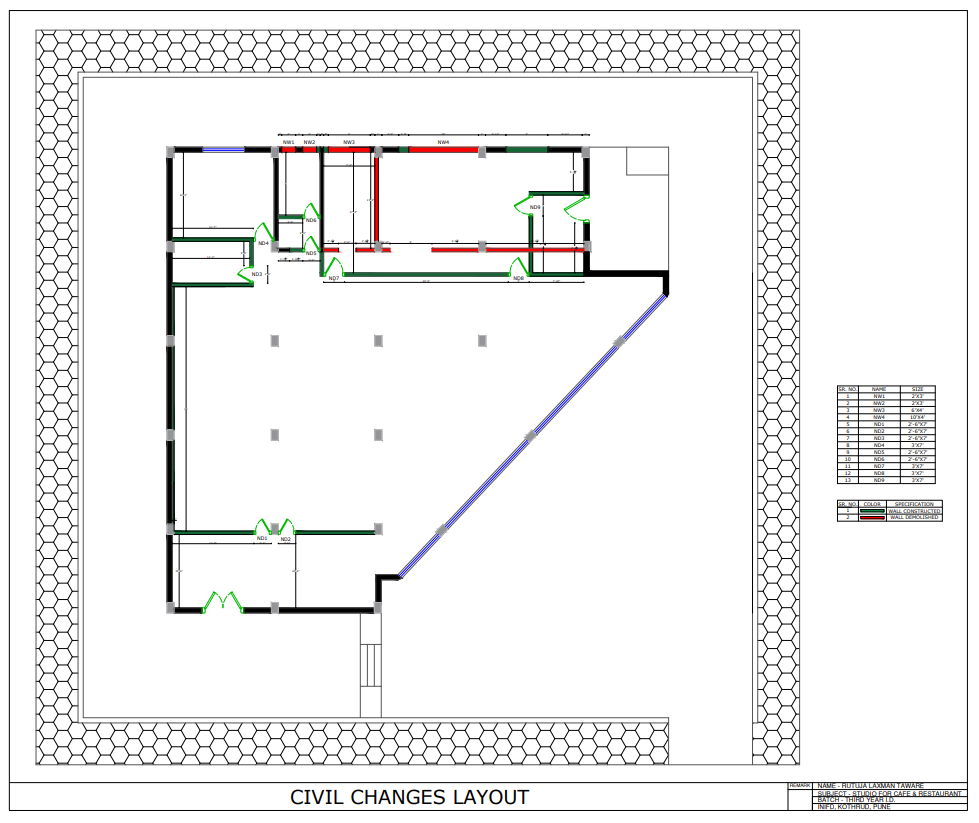 NW1 NW2 NW3 NW4
ND9
ND6
ND4
ND5
ND3 ND7 ND8
ND1 ND2
SR. NO. NAME SIZE
1 NW1 2'X3'
2 NW2 2'X3'
3 NW3 6'X4'
4 NW4 10'X4'
5 ND1 2'-6"X7'
6 ND2 2'-6"X7'
7 ND3 2'-6"X7'
8 ND4 3'X7'
9 ND5 2'-6"X7'
10 ND6 2'-6"X7'
11 ND7 3'X7'
12 ND8 3'X7'
13 ND9 3'X7'
SR. NO. COLOR SPECIFICATION
1 WALL CONSTRUCTED
2 WALL DEMOLISHED
CIVIL CHANGES LAYOUT
REMARK
NAME - RUTUJA LAXMAN TAWARE
SUBJECT - STUDIO FOR CAFE & RESTAURANT
BATCH - THIRD YEAR I.D.
INIFD, KOTHRUD, PUNE